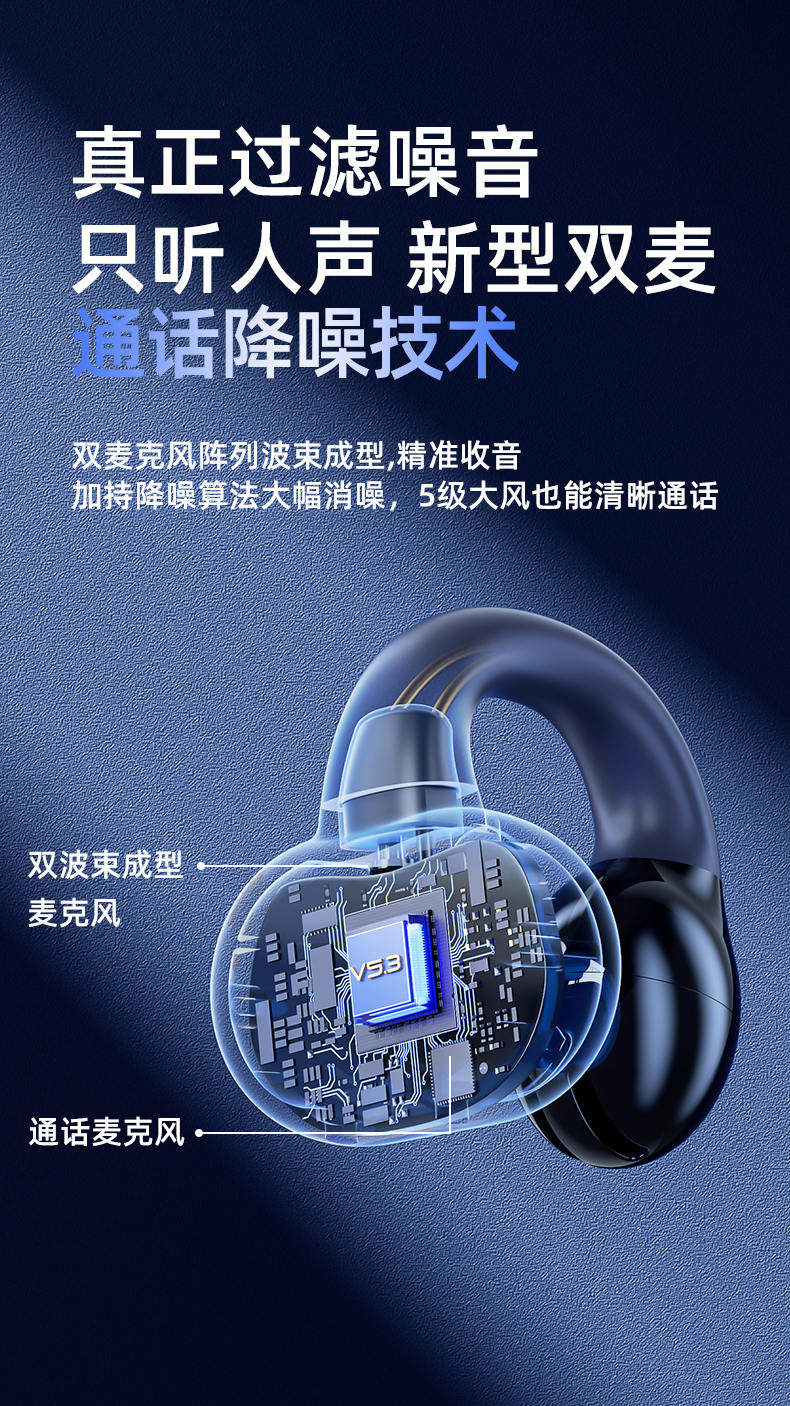 真正过滤噪音
只听人声 新型双麦
通话降噪技术
双麦克风阵列波束成型,精准收音
加持降噪算法大幅消噪，5级大风也能清晰通话
双波束成型
麦克风
V5.3
通话麦克风